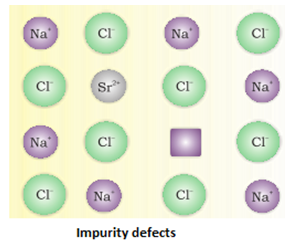 Na⁺ Cl⁻ Na⁺ Cl⁻
Cl⁻ Sr²⁺ Cl⁻ Na⁺
Na⁺ Cl⁻ Cl⁻
Cl⁻ Na⁺ Cl⁻ Na⁺
Impurity defects